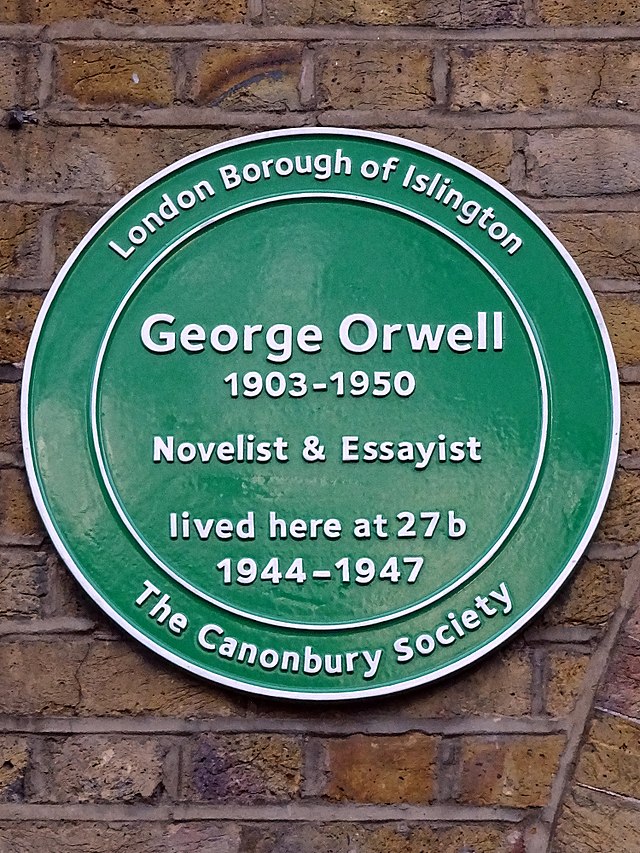 London Borough of Islington
George Orwell
1903–1950
Novelist & Essayist
lived here at 27b
1944–1947
The Canonbury Society